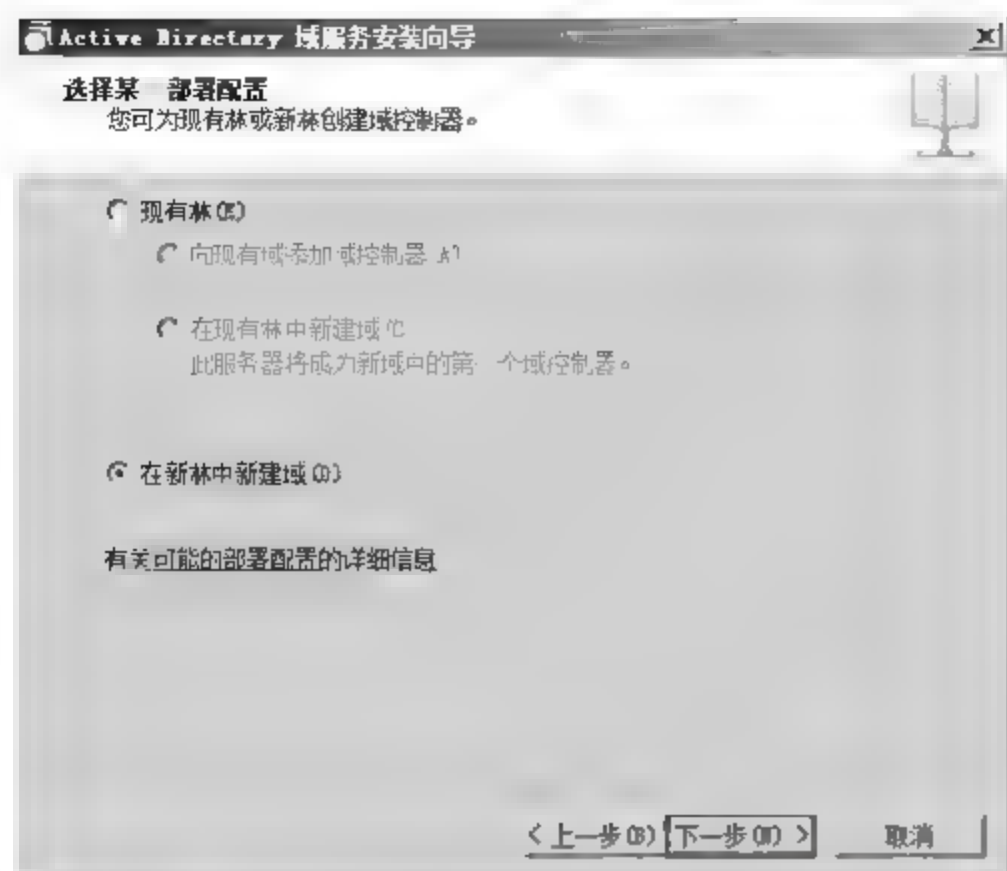 Active Directory 域服务安装向导
选择某一部署配置
您可为现有林或新林创建域控制器。
现有林(E)
向现有域添加域控制器(A)
在现有林中新建域(C)
此服务器将成为新域中的第一个域控制器。
在新林中新建域(D)
有关可能的部署配置的详细信息
< 上一步(B)
下一步(N) >
取消